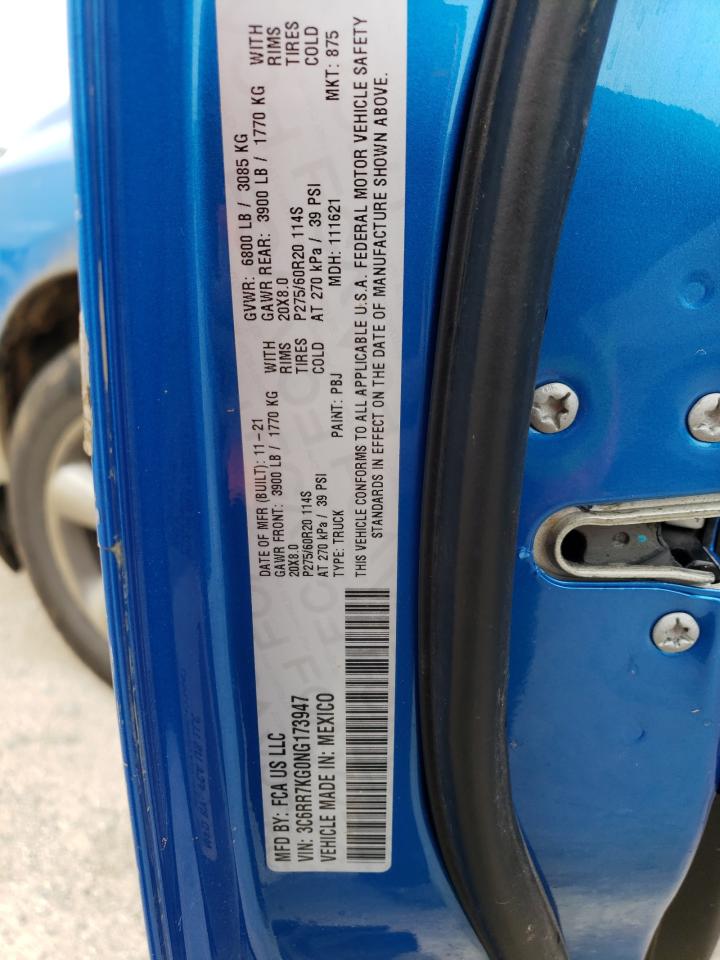 MFD BY: FCA US LLC
VIN: 3C6RR7KG0NG173947
VEHICLE MADE IN: MEXICO
DATE OF MFR (BUILT): 11-21
GVWR: 6800 LB / 3085 KG
GAWR FRONT: 3900 LB / 1770 KG WITH
GAWR REAR: 3900 LB / 1770 KG WITH
20X8.0 RIMS
20X8.0 RIMS
P275/60R20 114S TIRES
P275/60R20 114S TIRES
AT 270 kPa / 39 PSI COLD
AT 270 kPa / 39 PSI COLD
TYPE: TRUCK PAINT: PBJ MDH: 111621 MKT: 875
THIS VEHICLE CONFORMS TO ALL APPLICABLE U.S.A. FEDERAL MOTOR VEHICLE SAFETY
STANDARDS IN EFFECT ON THE DATE OF MANUFACTURE SHOWN ABOVE.